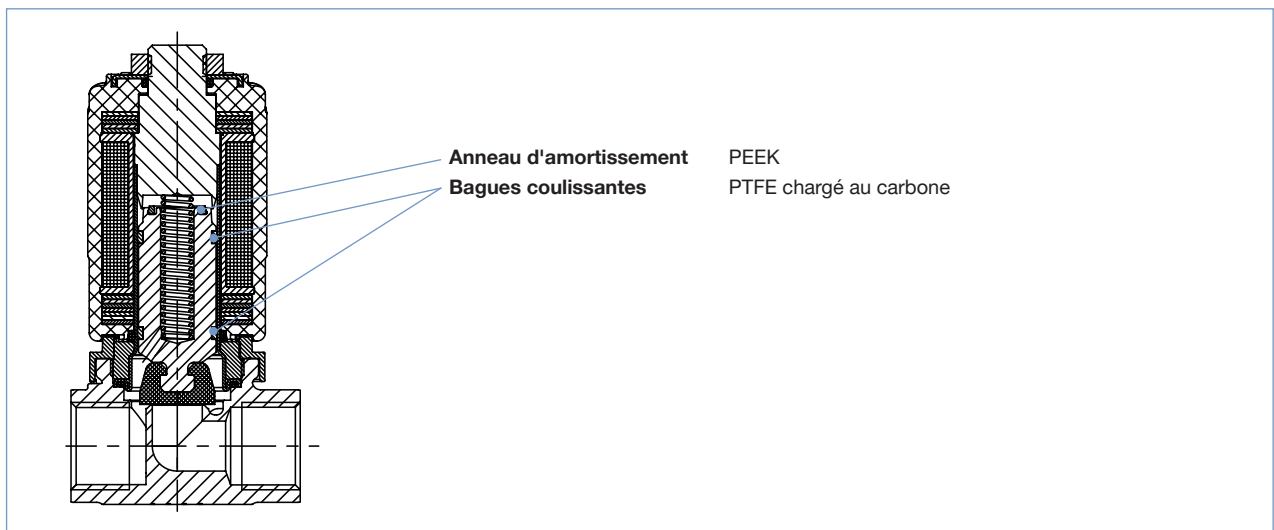 Anneau d'amortissement PEEK
Bagues coulissantes PTFE chargé au carbone